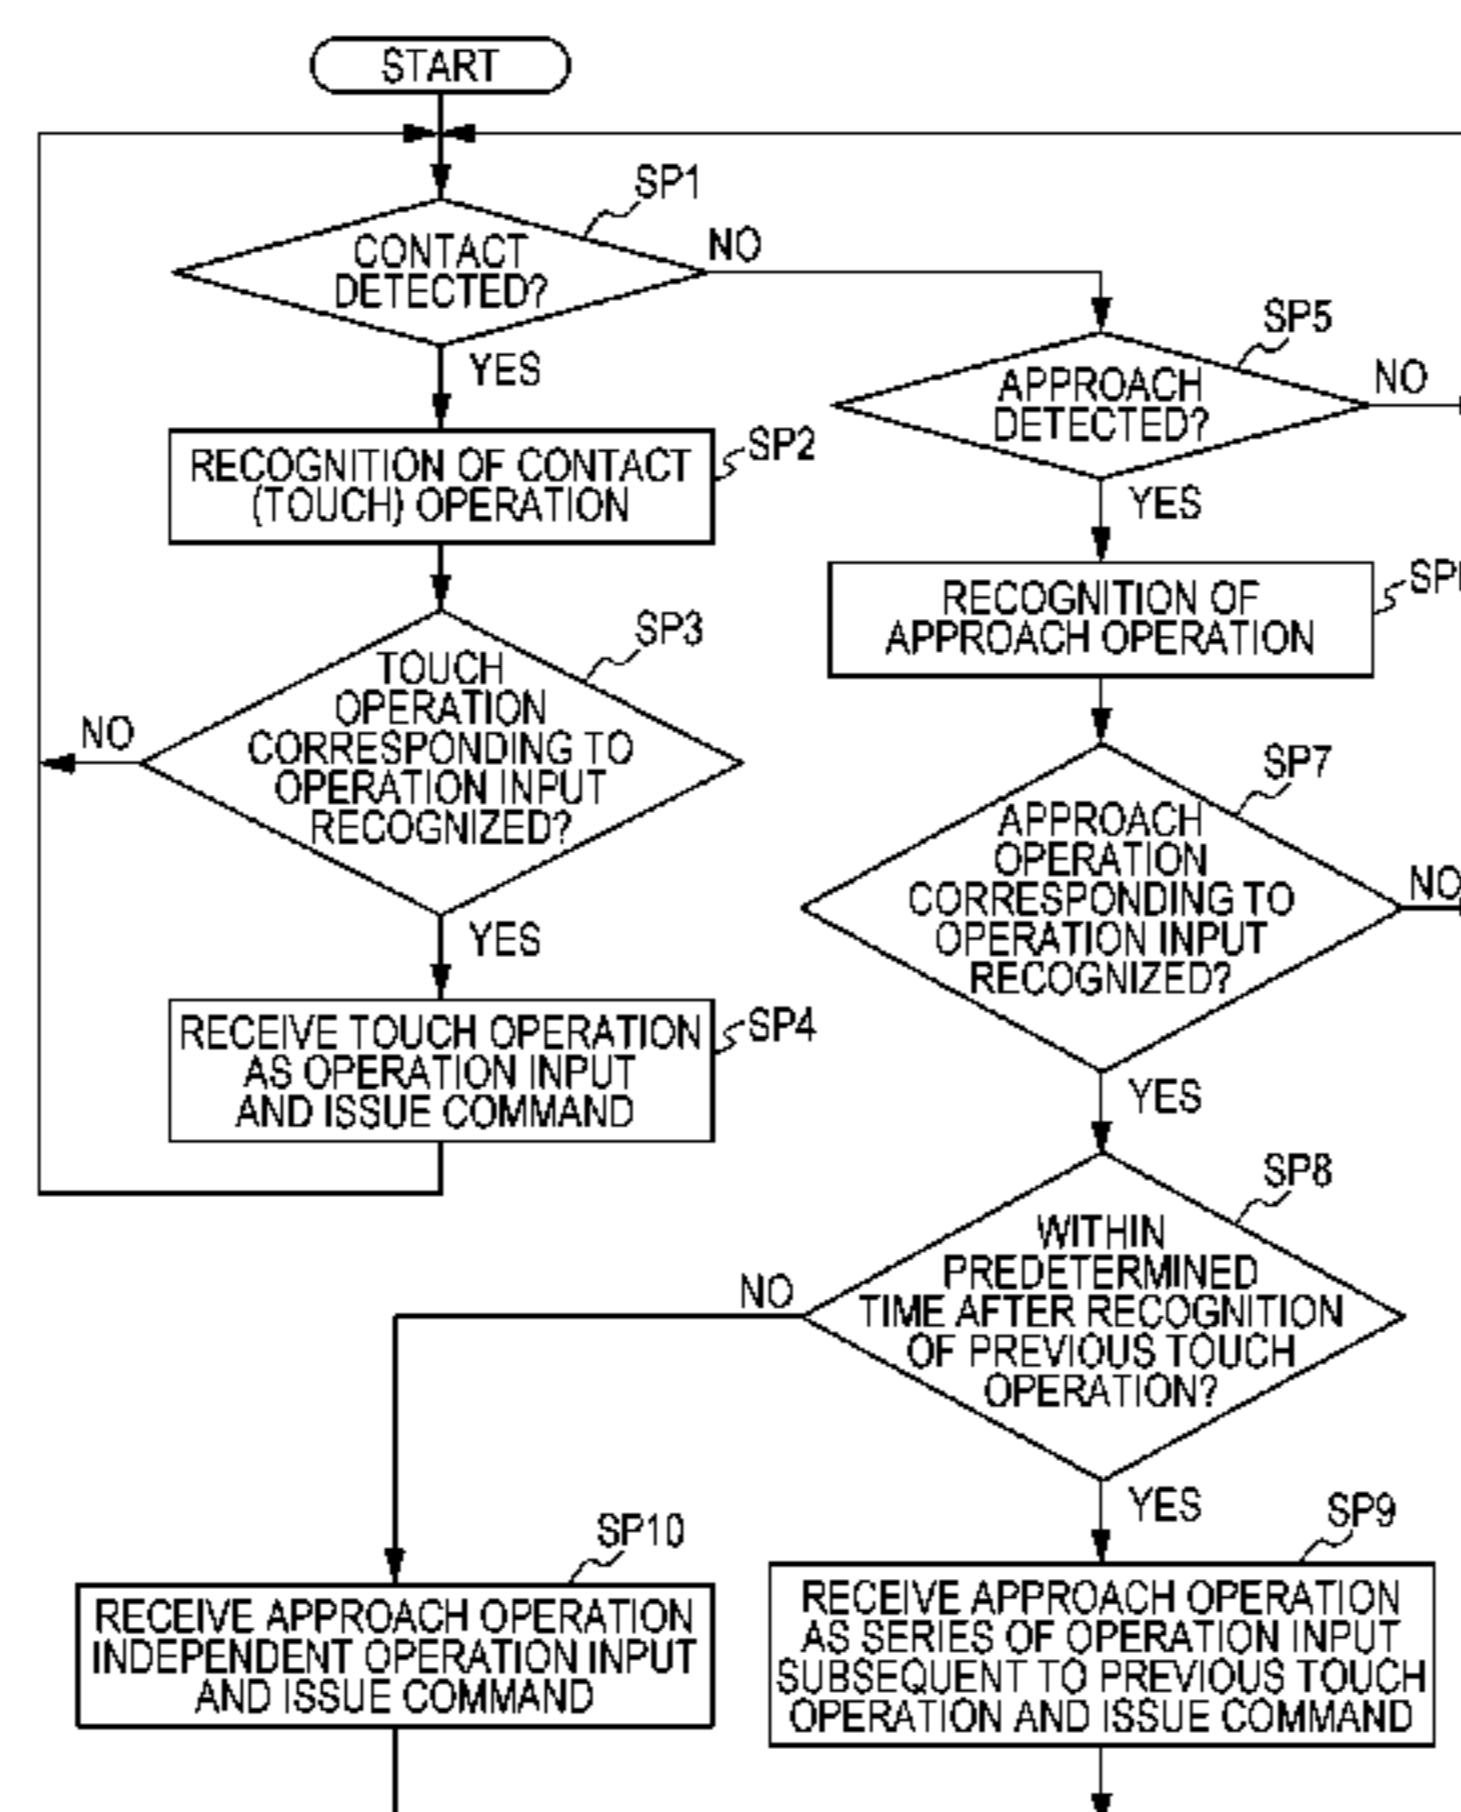 START
SP1
CONTACT
DETECTED?
NO
YES
SP2
RECOGNITION OF CONTACT
(TOUCH) OPERATION
SP3
TOUCH
OPERATION
CORRESPONDING TO
OPERATION INPUT
RECOGNIZED?
NO
YES
SP4
RECEIVE TOUCH OPERATION
AS OPERATION INPUT
AND ISSUE COMMAND
SP5
APPROACH
DETECTED?
NO
YES
RECOGNITION OF
APPROACH OPERATION
SP7
APPROACH
OPERATION
CORRESPONDING TO
OPERATION INPUT
RECOGNIZED?
NO
YES
SP8
WITHIN
PREDETERMINED
TIME AFTER RECOGNITION
OF PREVIOUS TOUCH
OPERATION?
NO
YES
SP10
RECEIVE APPROACH OPERATION
INDEPENDENT OPERATION INPUT
AND ISSUE COMMAND
SP9
RECEIVE APPROACH OPERATION
AS SERIES OF OPERATION INPUT
SUBSEQUENT TO PREVIOUS TOUCH
OPERATION AND ISSUE COMMAND